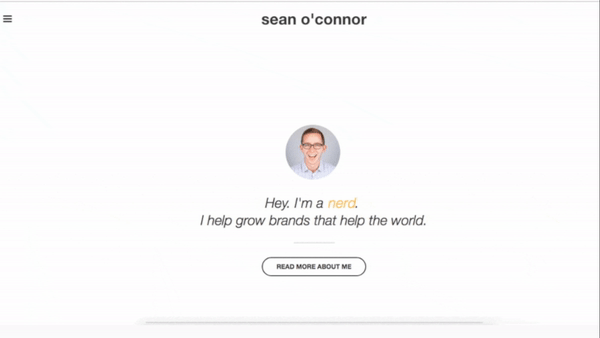 sean o'connor
Hey. I'm a nerd.
I help grow brands that help the world.
READ MORE ABOUT ME